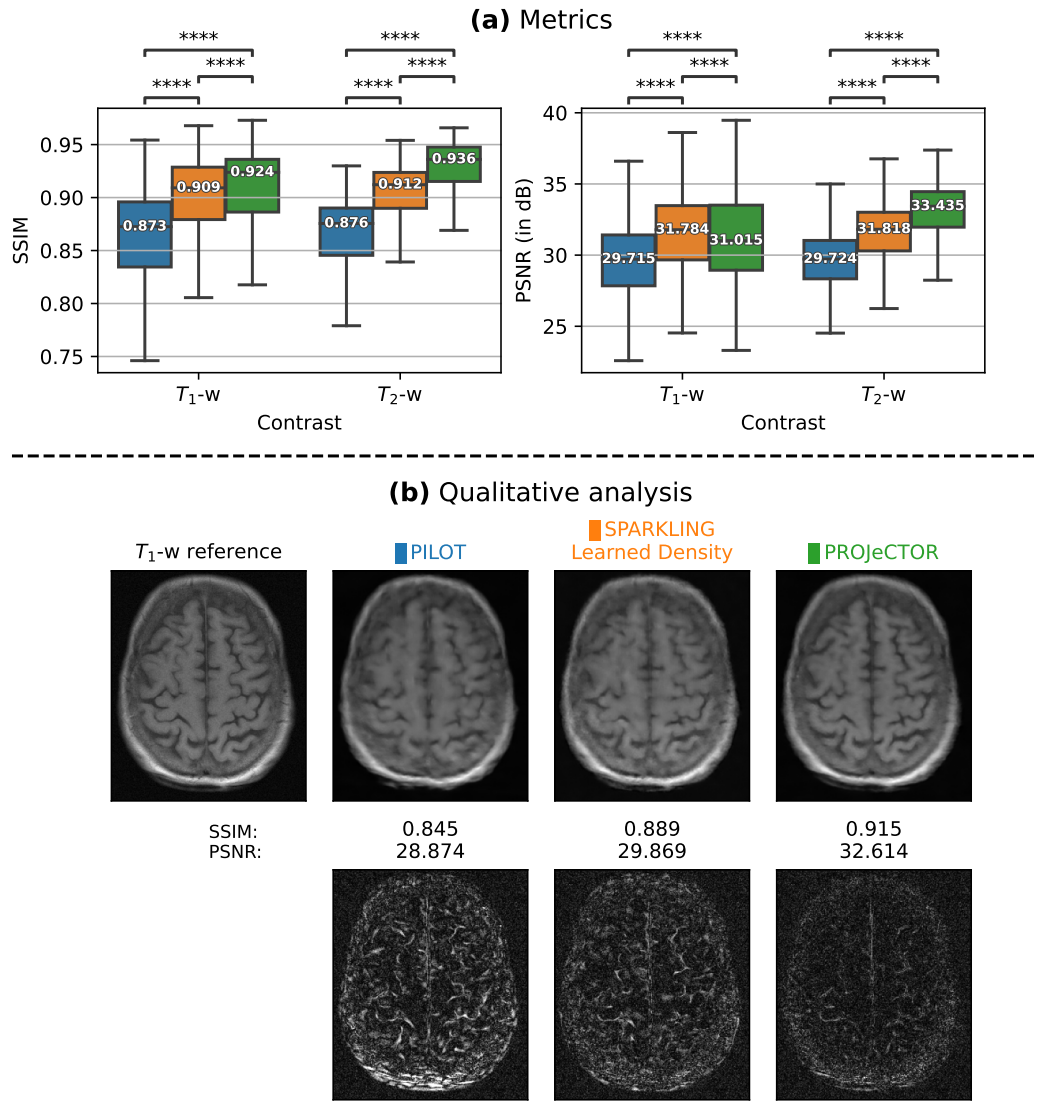 (a) Metrics
**** ****
**** ****
**** ****
SSIM
0.95
0.90
0.85
0.80
0.75
0.873
0.909
0.924
0.876
0.912
0.936
T1-w T2-w
Contrast
**** ****
**** ****
**** ****
PSNR (in dB)
40
35
30
25
29.715
31.784
31.015
29.724
31.818
33.435
T1-w T2-w
Contrast
(b) Qualitative analysis
T1-w reference
PILOT
SPARKLING
Learned Density
PROJeCTOR
SSIM: 0.845 0.889 0.915
PSNR: 28.874 29.869 32.614